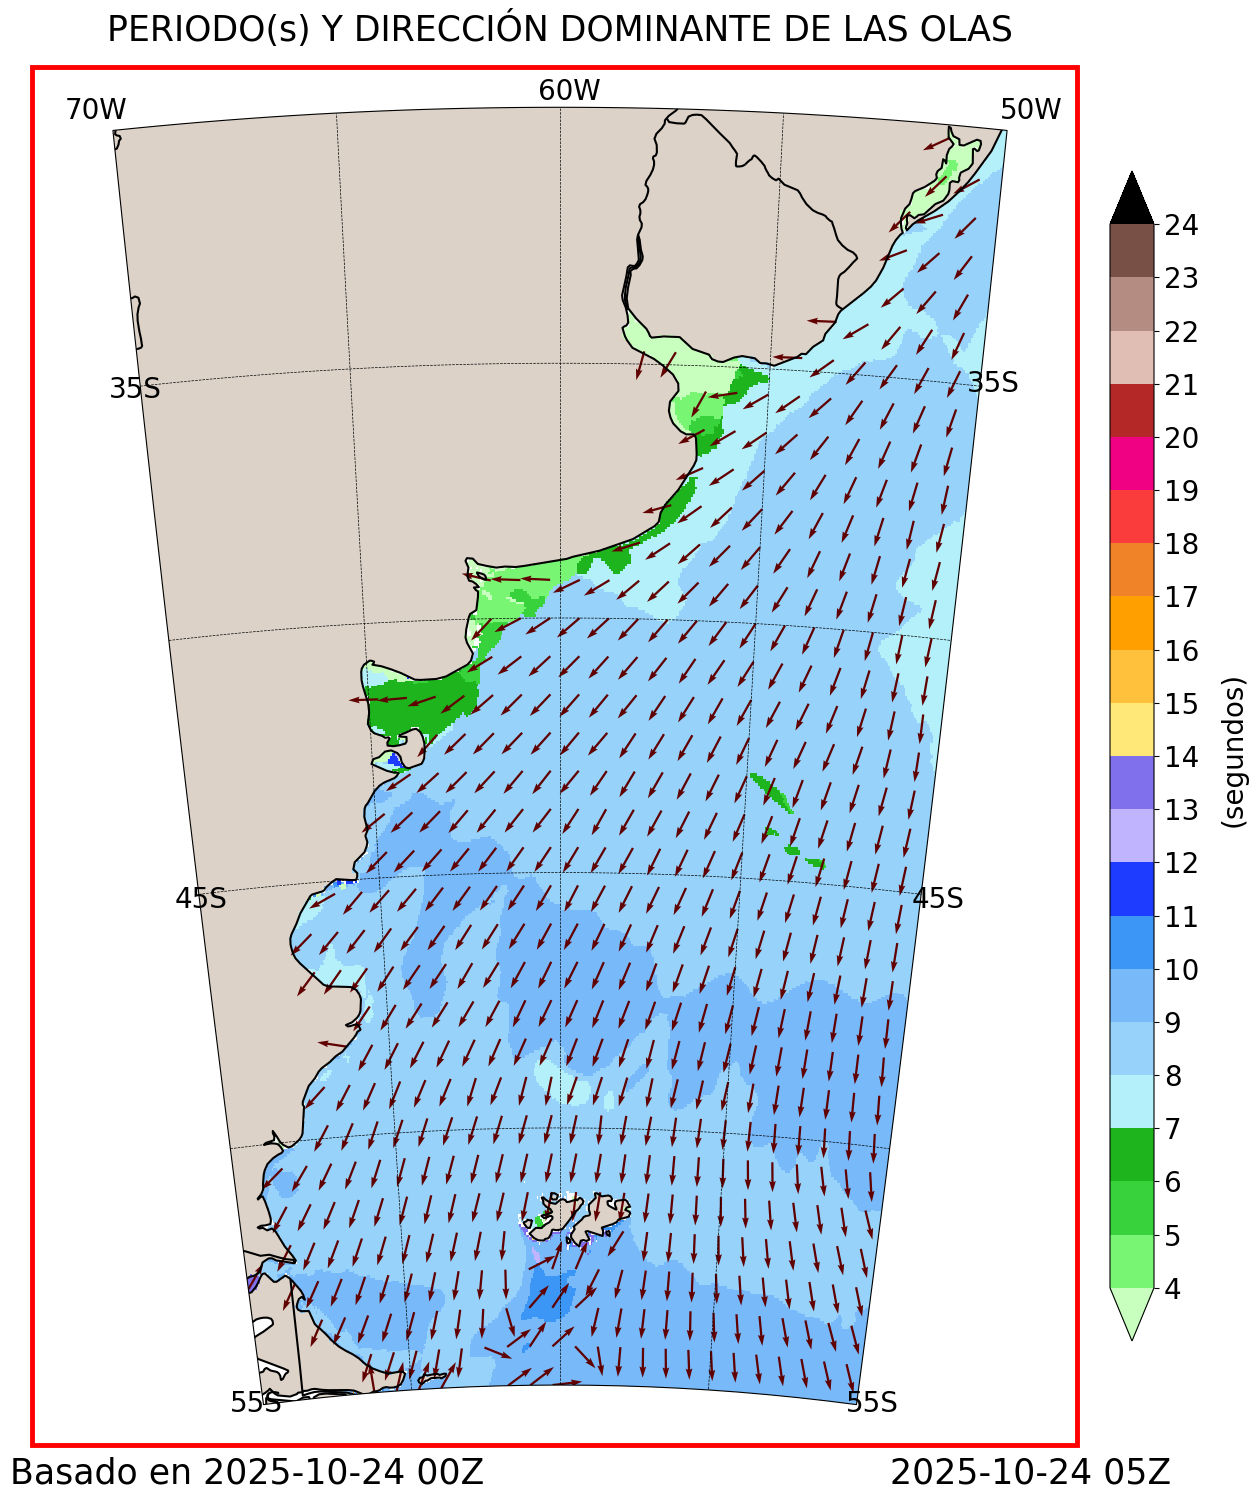 PERIODO(s) Y DIRECCIÓN DOMINANTE DE LAS OLAS
70W
60W
50W
35S
35S
45S
45S
55S
55S
24
23
22
21
20
19
18
17
16
15
14
13
12
11
10
9
8
7
6
5
4
(segundos)
Basado en 2025-10-24 00Z
2025-10-24 05Z